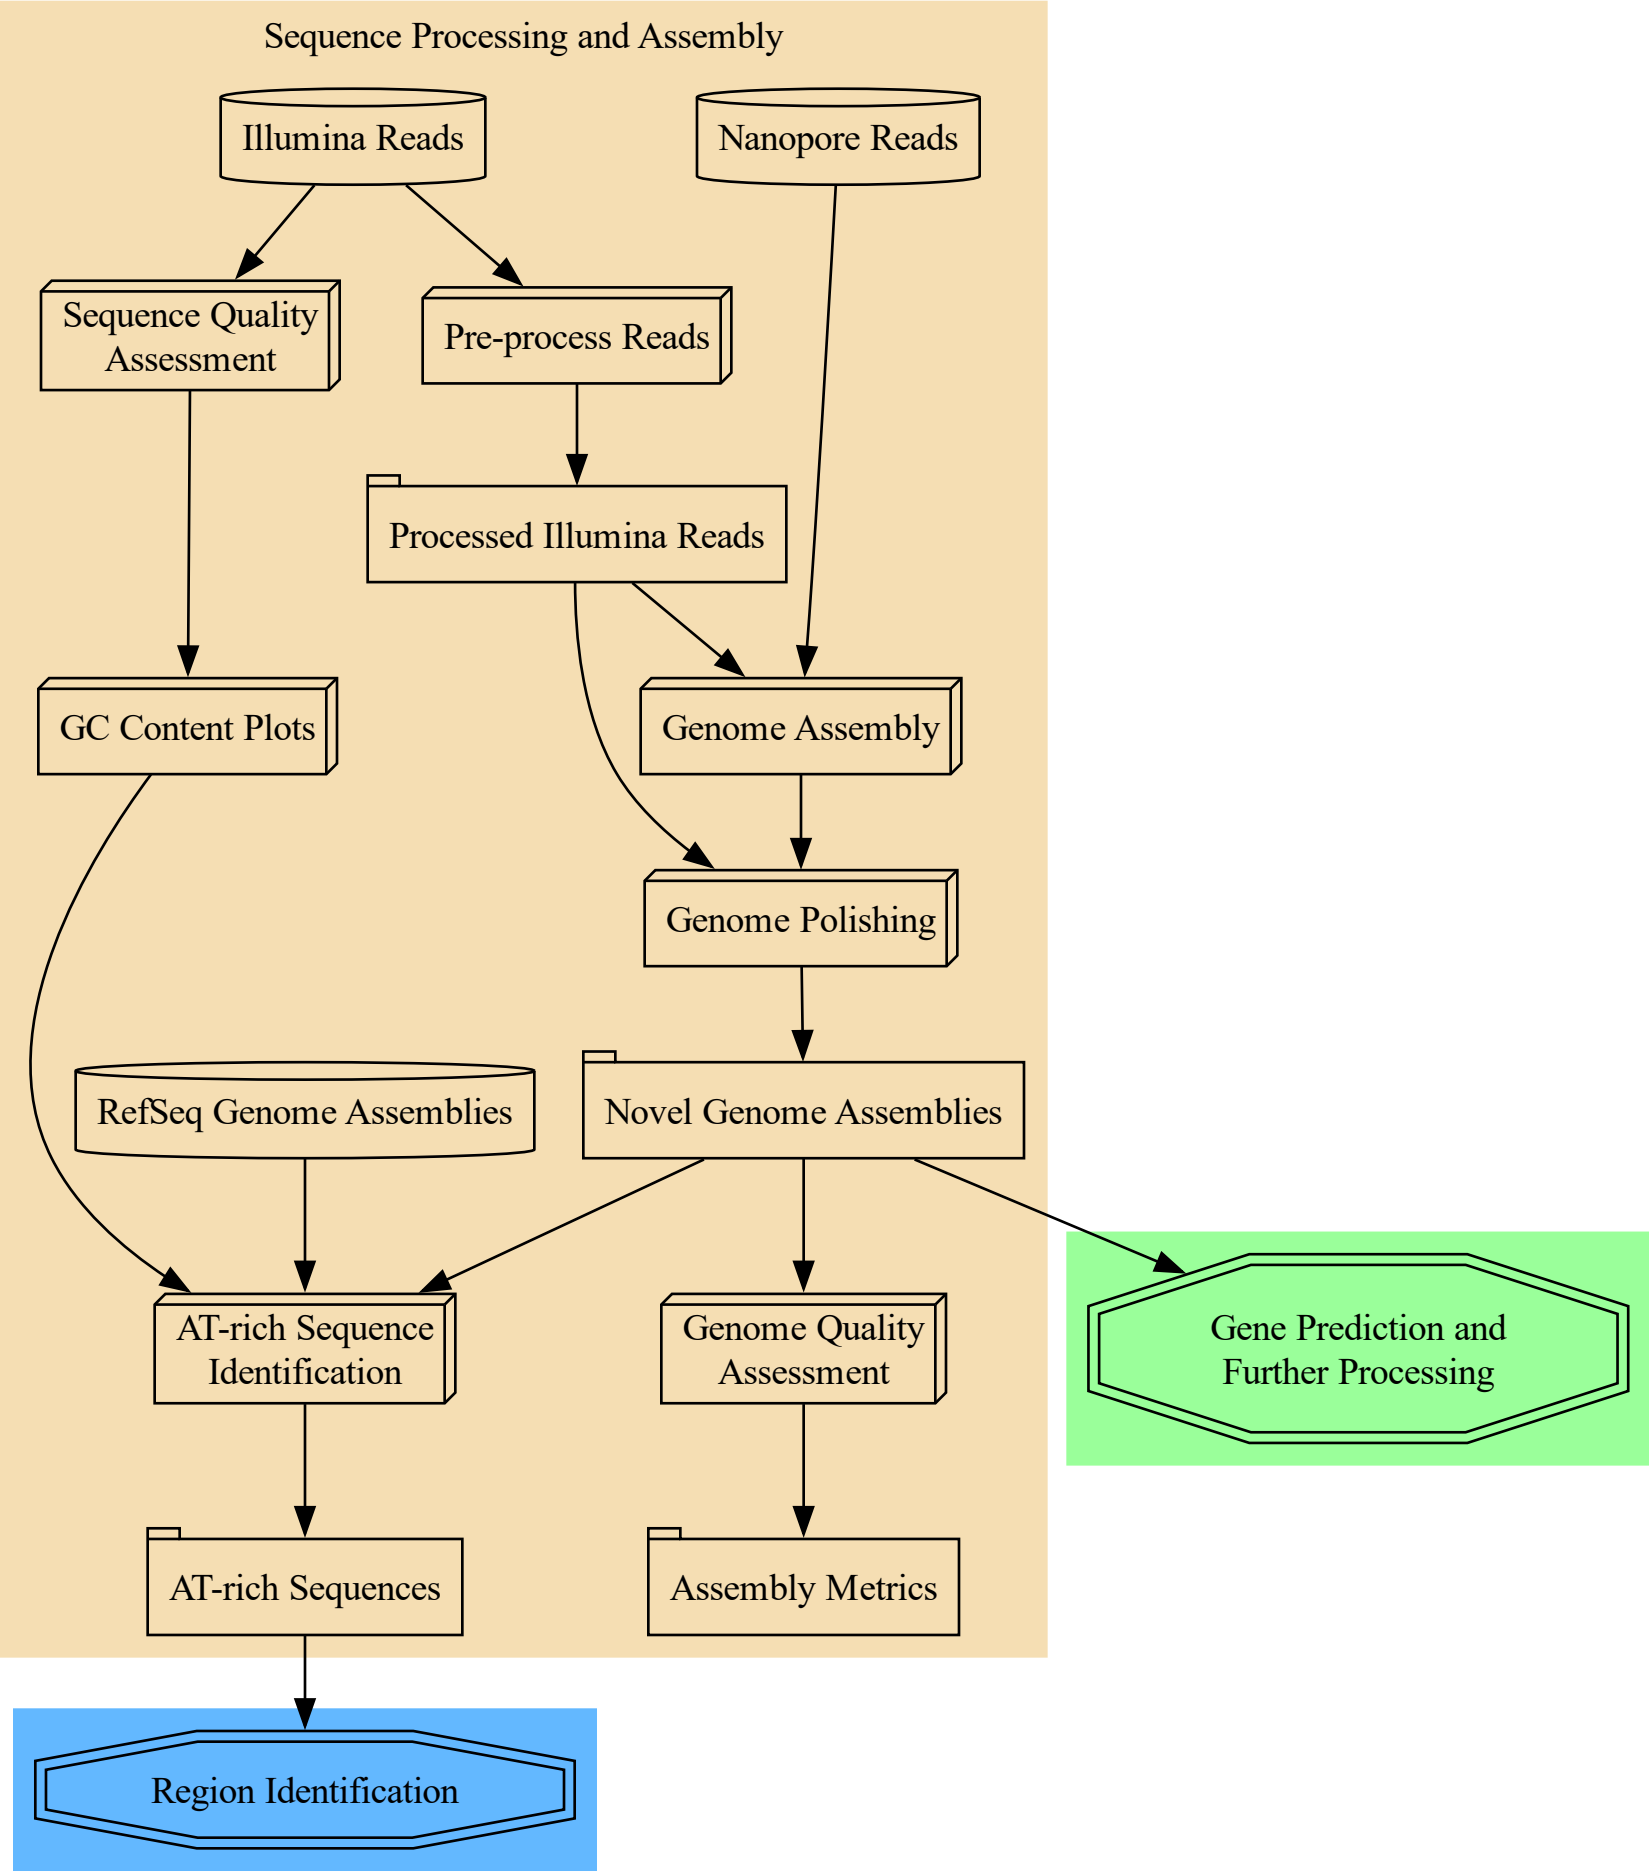 Sequence Processing and Assembly
Illumina Reads
Nanopore Reads
Sequence Quality
Assessment
Pre-process Reads
Processed Illumina Reads
GC Content Plots
Genome Assembly
Genome Polishing
RefSeq Genome Assemblies
Novel Genome Assemblies
AT-rich Sequence
Identification
Genome Quality
Assessment
Gene Prediction and
Further Processing
AT-rich Sequences
Assembly Metrics
Region Identification